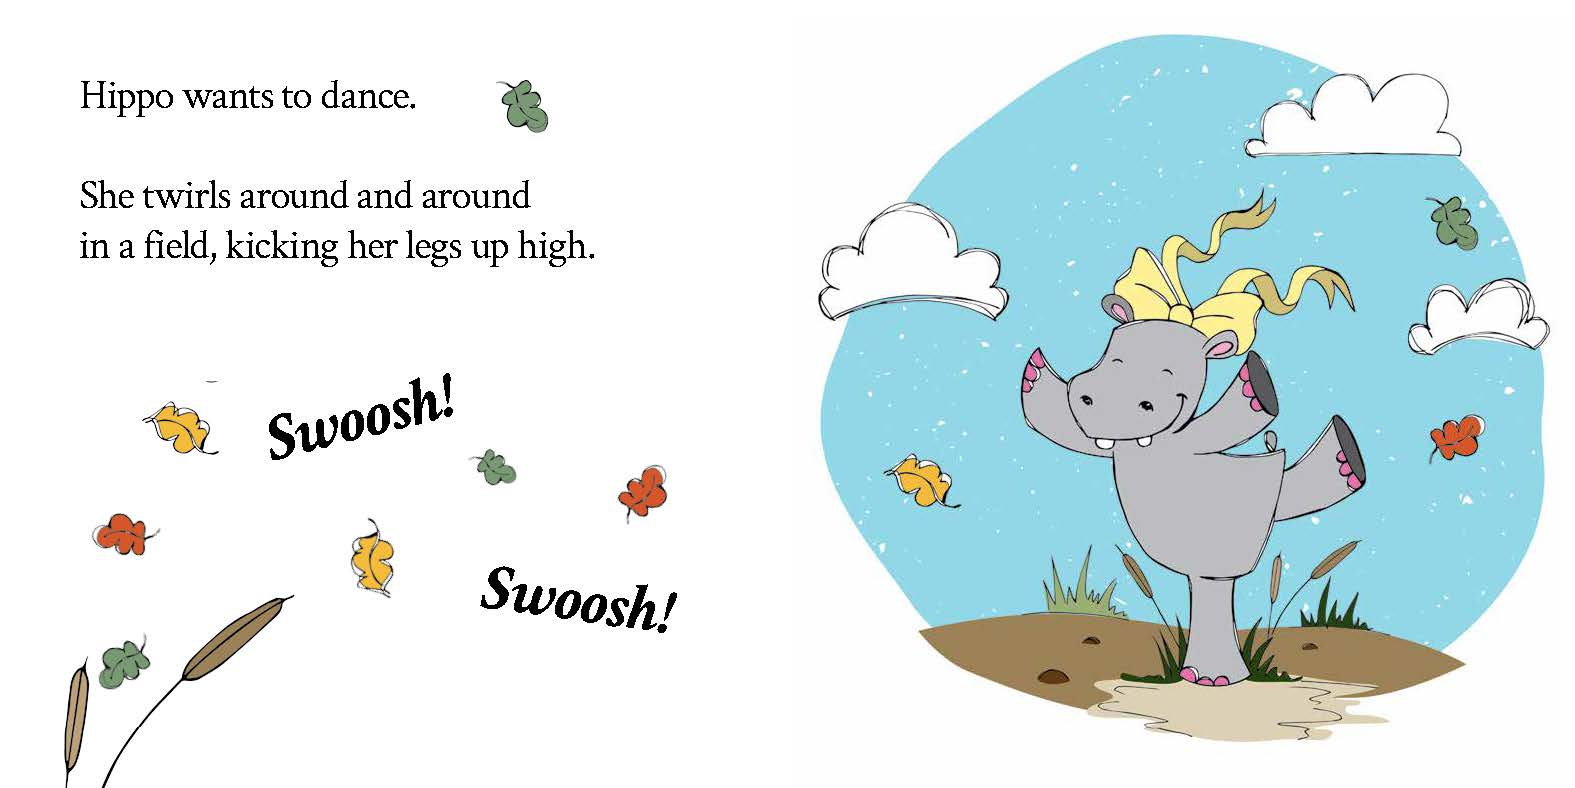 Hippo wants to dance.
She twirls around and around
in a field, kicking her legs up high.
Swoosh!
Swoosh!